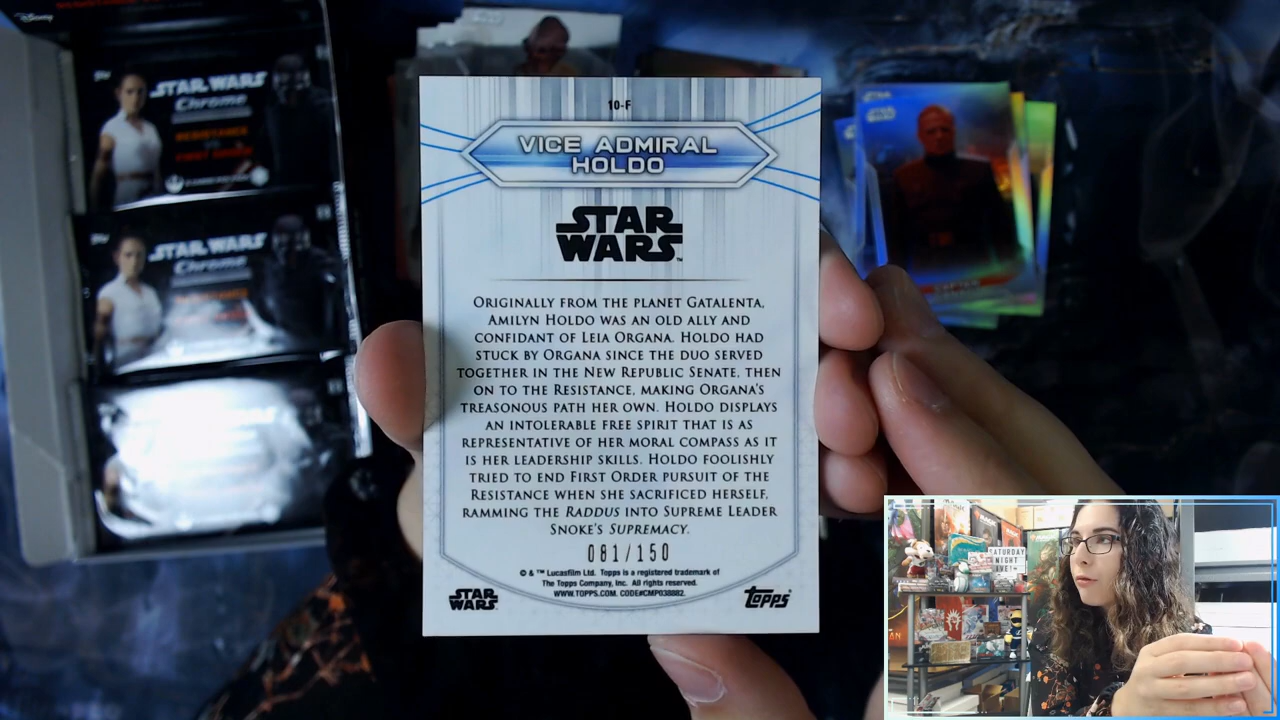 Disney
STAR WARS
Chrome
RESISTANCE
FIRST ORDER
STAR WARS
Chrome
10-F
VICE ADMIRAL
HOLDO
STAR
WARS
ORIGINALLY FROM THE PLANET GATALENTA,
AMILYN HOLDO WAS AN OLD ALLY AND
CONFIDANT OF LEIA ORGANA. HOLDO HAD
STUCK BY ORGANA SINCE THE DUO SERVED
TOGETHER IN THE NEW REPUBLIC SENATE, THEN
ON TO THE RESISTANCE, MAKING ORGANA'S
TREASONOUS PATH HER OWN. HOLDO DISPLAYS
AN INTOLERABLE FREE SPIRIT THAT IS AS
REPRESENTATIVE OF HER MORAL COMPASS AS IT
IS HER LEADERSHIP SKILLS. HOLDO FOOLISHLY
TRIED TO END FIRST ORDER PURSUIT OF THE
RESISTANCE WHEN SHE SACRIFICED HERSELF,
RAMMING THE RADDUS INTO SUPREME LEADER
SNOKE'S SUPREMACY.
081/150
© & ™ Lucasfilm Ltd. Topps is a registered trademark of
The Topps Company, Inc. All rights reserved.
WWW.TOPPS.COM. CODE#CMP038882.
STAR
WARS
Topps
SATURDAY
NIGHT
LIVE!